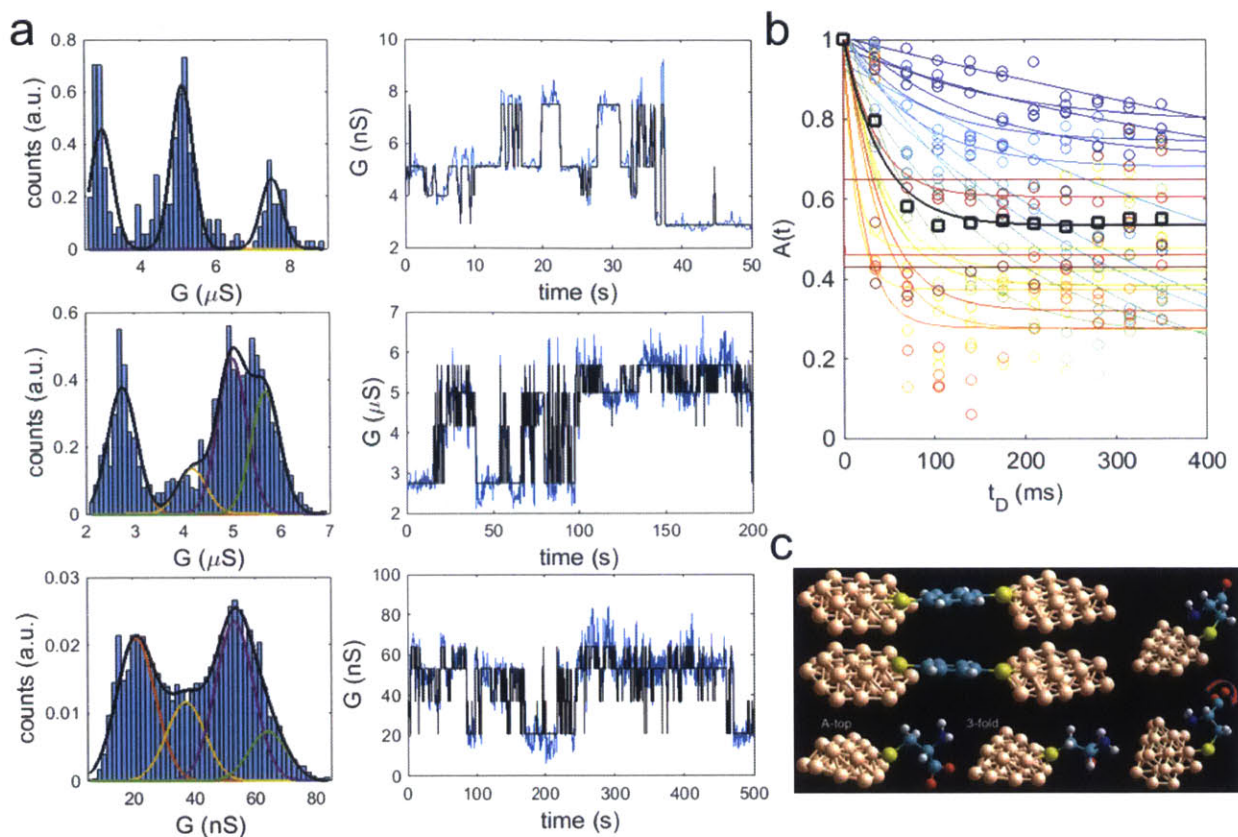 a
0.8
0.6
0.4
0.2
0
counts (a.u.)
4 6 8
G (μS)
10
8
6
4
2
G (nS)
0 10 20 30 40 50
time (s)
0.6
0.4
0.2
0
counts (a.u.)
2 3 4 5 6 7
G (μS)
7
6
5
4
3
2
G (μS)
0 50 100 150 200
time (s)
0.03
0.02
0.01
0
counts (a.u.)
20 40 60 80
G (nS)
100
80
60
40
20
0
G (nS)
0 100 200 300 400 500
time (s)
b
1
0.8
0.6
0.4
0.2
0
A(t)
0 100 200 300 400
t_D (ms)
c
A-top 3-fold